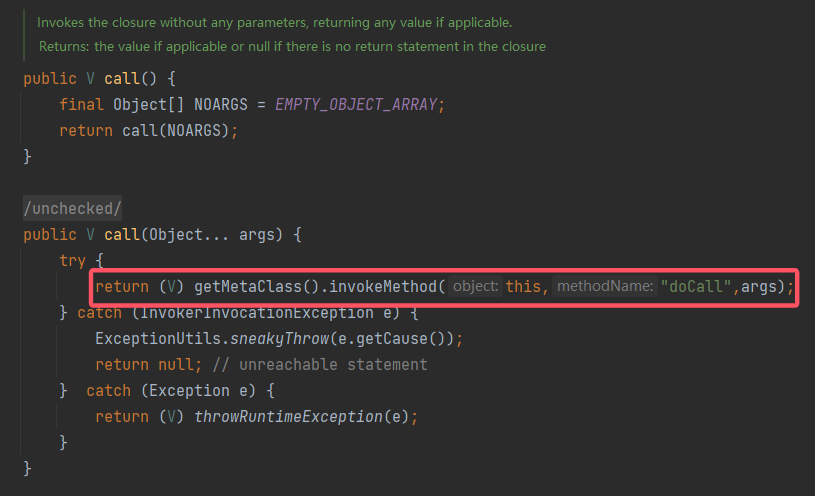 Invokes the closure without any parameters, returning any value if applicable.
Returns: the value if applicable or null if there is no return statement in the closure
public V call() {
    final Object[] NOARGS = EMPTY_OBJECT_ARRAY;
    return call(NOARGS);
}
/unchecked/
public V call(Object... args) {
    try {
        return (V) getMetaClass().invokeMethod( object: this, methodName: "doCall",args);
    } catch (InvokerInvocationException e) {
        ExceptionUtils.sneakyThrow(e.getCause());
        return null; // unreachable statement
    }  catch (Exception e) {
        return (V) throwRuntimeException(e);
    }
}